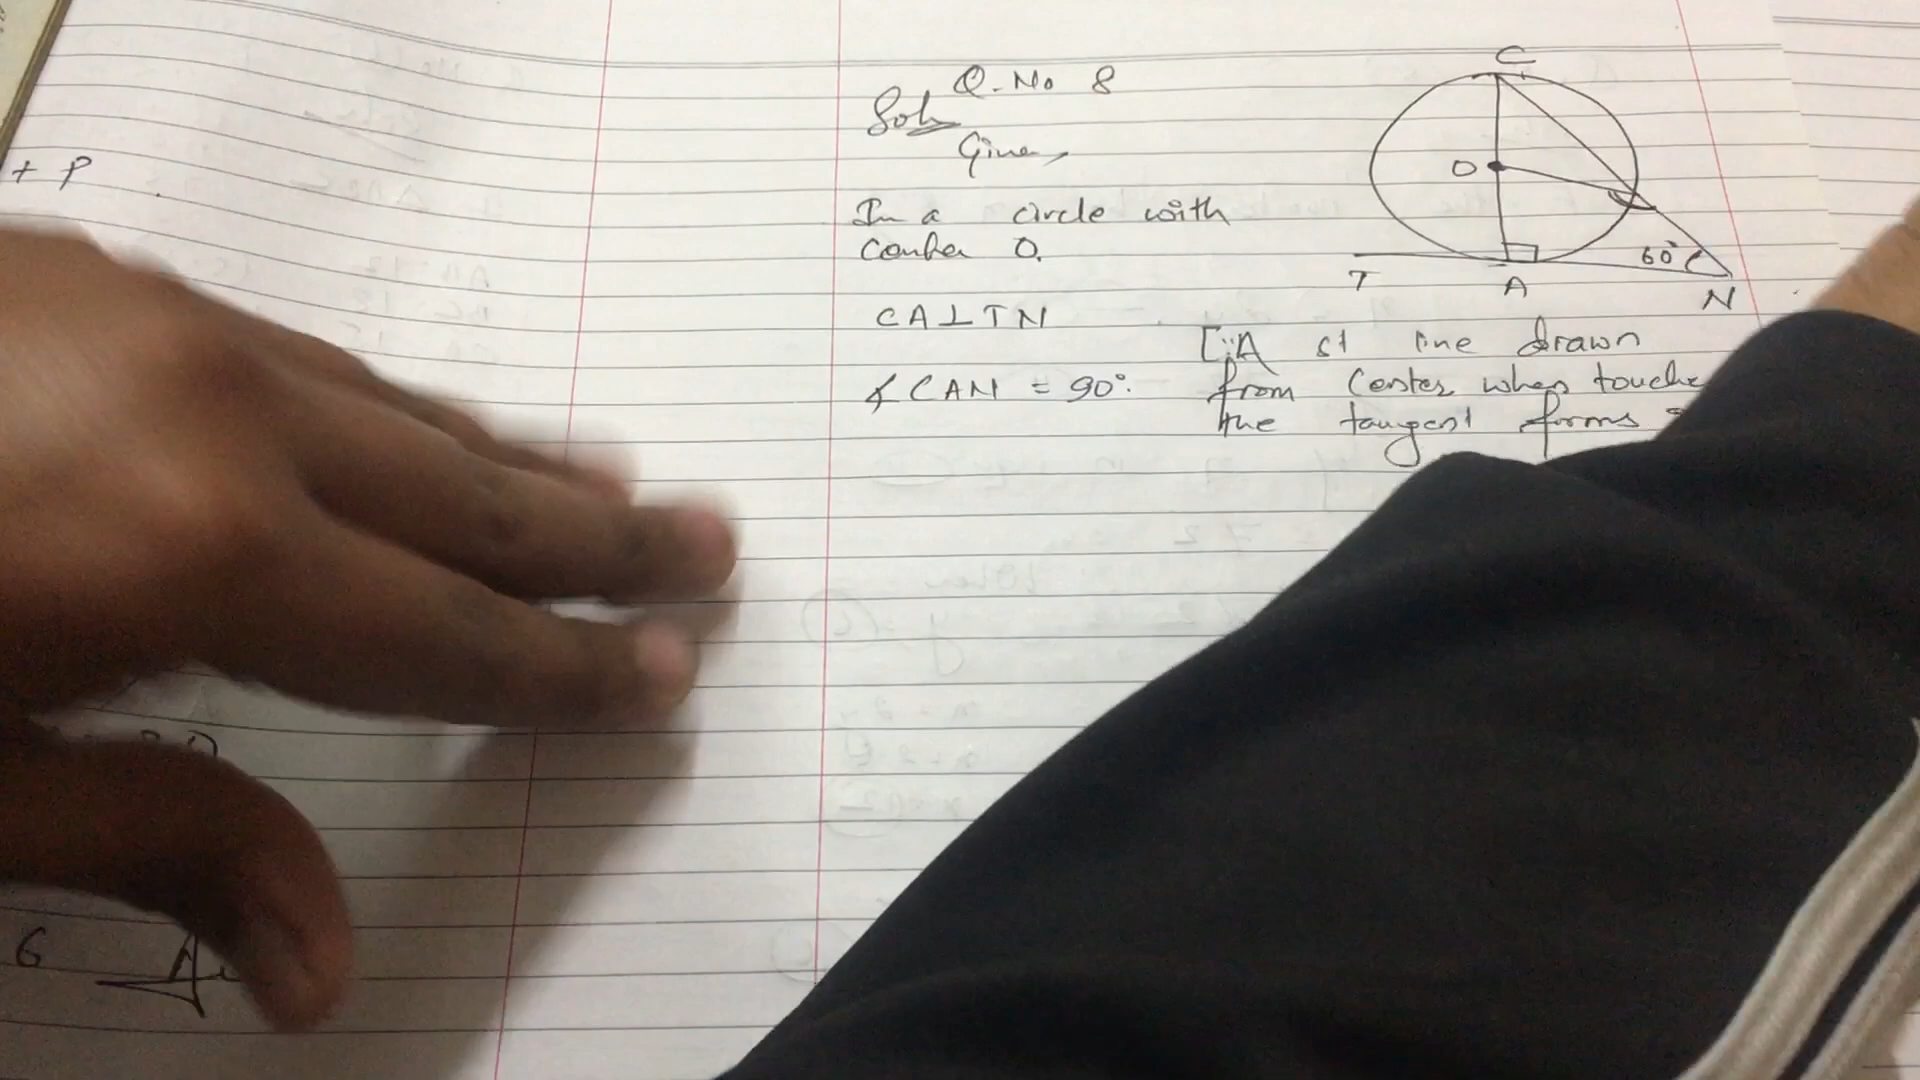 + P
Q. No 8
Soln
Given,
In a circle with
Center O.
CA⊥TN
∡CAN = 90°.
[∵A st line drawn
from Center when touche
the tangent forms
C
O
60°
T
A
N
6